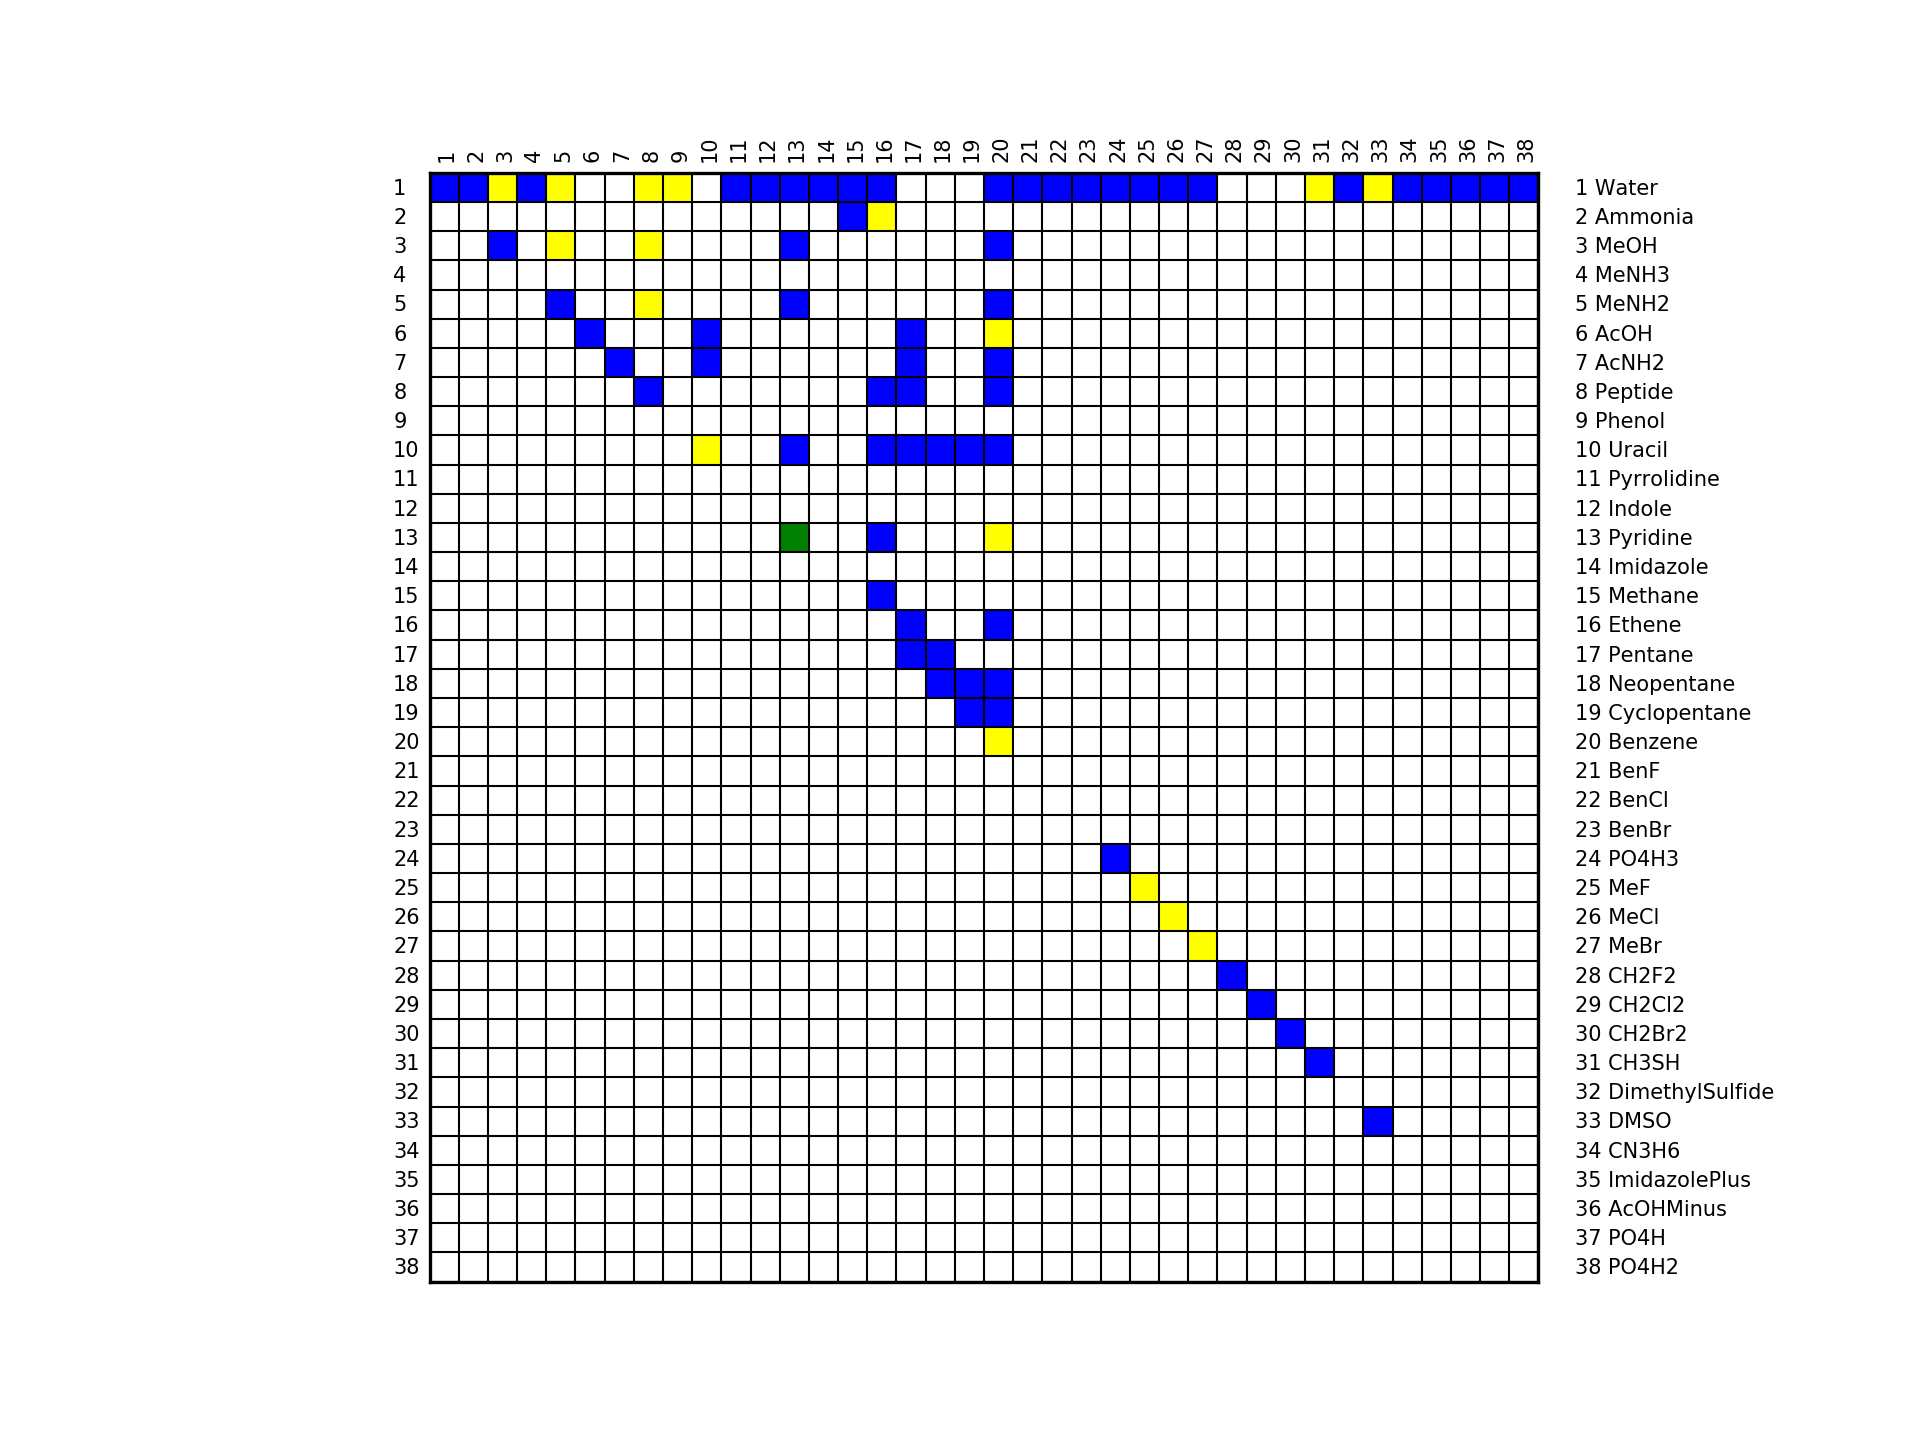 1 2 3 4 5 6 7 8 9 10 11 12 13 14 15 16 17 18 19 20 21 22 23 24 25 26 27 28 29 30 31 32 33 34 35 36 37 38
1 1 Water
2 2 Ammonia
3 3 MeOH
4 4 MeNH3
5 5 MeNH2
6 6 AcOH
7 7 AcNH2
8 8 Peptide
9 9 Phenol
10 10 Uracil
11 11 Pyrrolidine
12 12 Indole
13 13 Pyridine
14 14 Imidazole
15 15 Methane
16 16 Ethene
17 17 Pentane
18 18 Neopentane
19 19 Cyclopentane
20 20 Benzene
21 21 BenF
22 22 BenCl
23 23 BenBr
24 24 PO4H3
25 25 MeF
26 26 MeCl
27 27 MeBr
28 28 CH2F2
29 29 CH2Cl2
30 30 CH2Br2
31 31 CH3SH
32 32 DimethylSulfide
33 33 DMSO
34 34 CN3H6
35 35 ImidazolePlus
36 36 AcOHMinus
37 37 PO4H
38 38 PO4H2